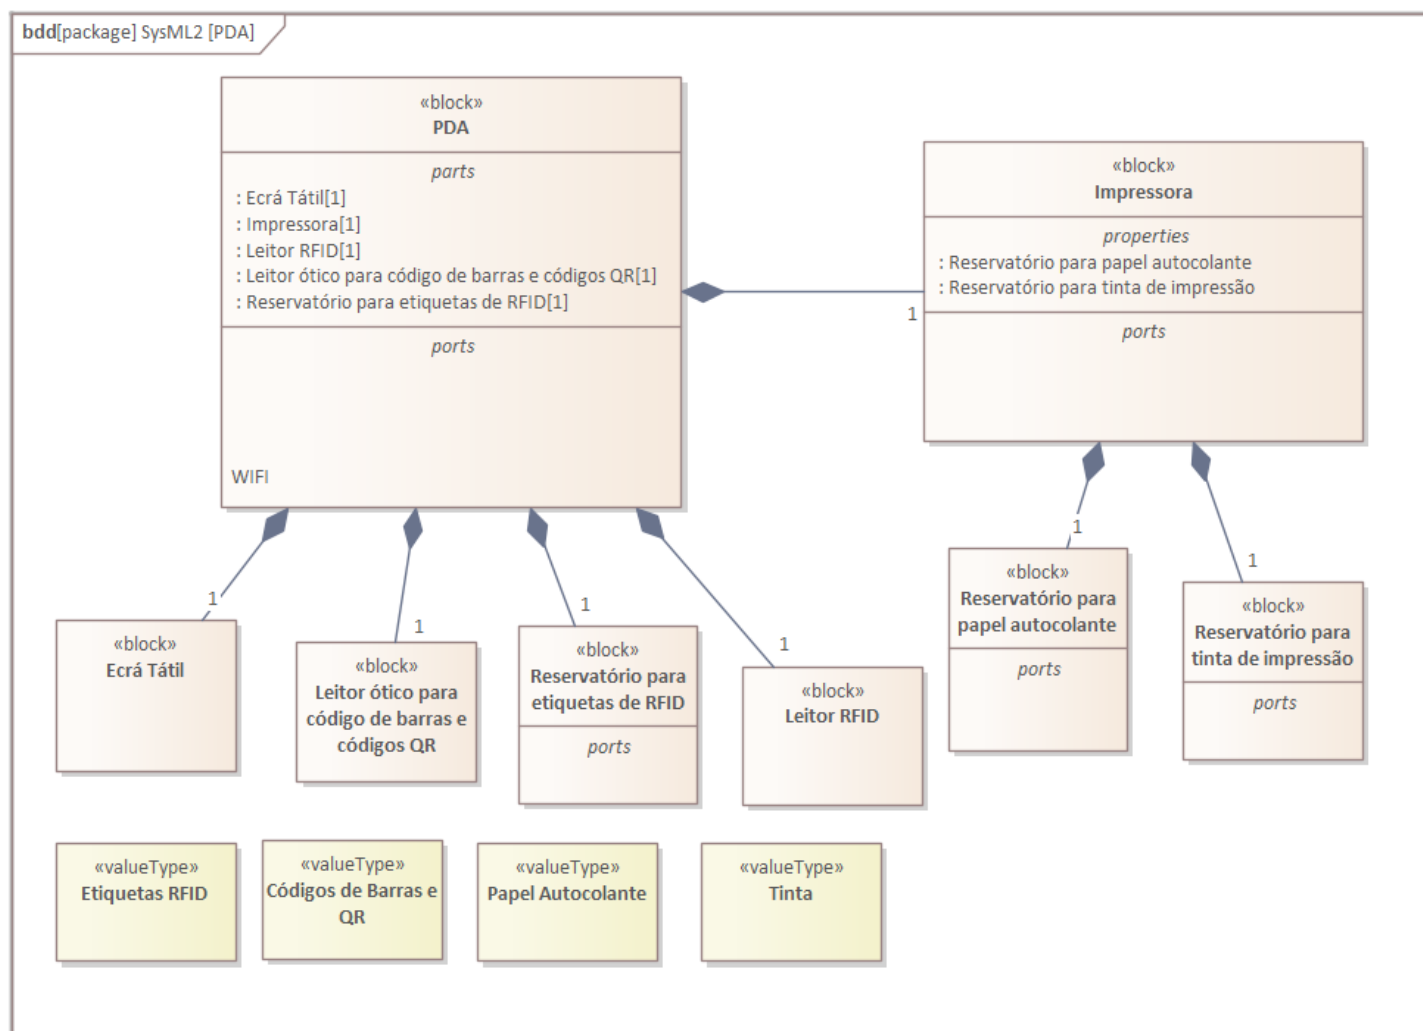 bdd[package] SysML2 [PDA]
«block»
PDA
parts
: Ecrá Tátil[1]
: Impressora[1]
: Leitor RFID[1]
: Leitor ótico para código de barras e códigos QR[1]
: Reservatório para etiquetas de RFID[1]
ports
WIFI
«block»
Impressora
properties
: Reservatório para papel autocolante
: Reservatório para tinta de impressão
ports
1
1
1
1
1
1
1
«block»
Ecrá Tátil
«block»
Leitor ótico para
código de barras e
códigos QR
«block»
Reservatório para
etiquetas de RFID
ports
«block»
Leitor RFID
«block»
Reservatório para
papel autocolante
ports
«block»
Reservatório para
tinta de impressão
ports
«valueType»
Etiquetas RFID
«valueType»
Códigos de Barras e
QR
«valueType»
Papel Autocolante
«valueType»
Tinta